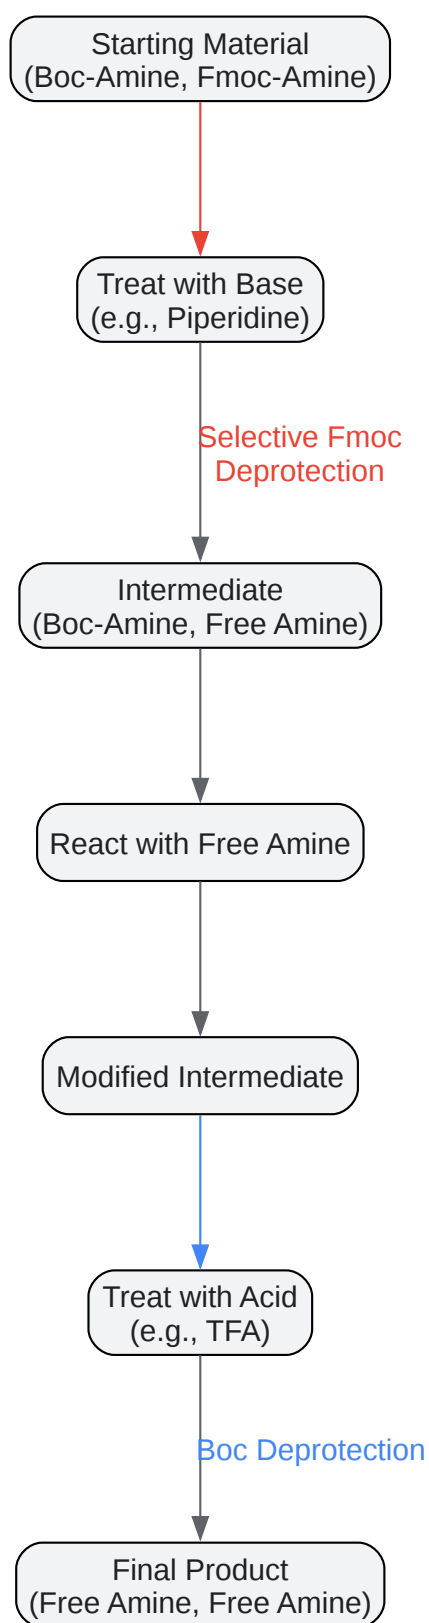 Starting Material
(Boc-Amine, Fmoc-Amine)
Treat with Base
(e.g., Piperidine)
Selective Fmoc
Deprotection
Intermediate
(Boc-Amine, Free Amine)
React with Free Amine
Modified Intermediate
Treat with Acid
(e.g., TFA)
Boc Deprotection
Final Product
(Free Amine, Free Amine)